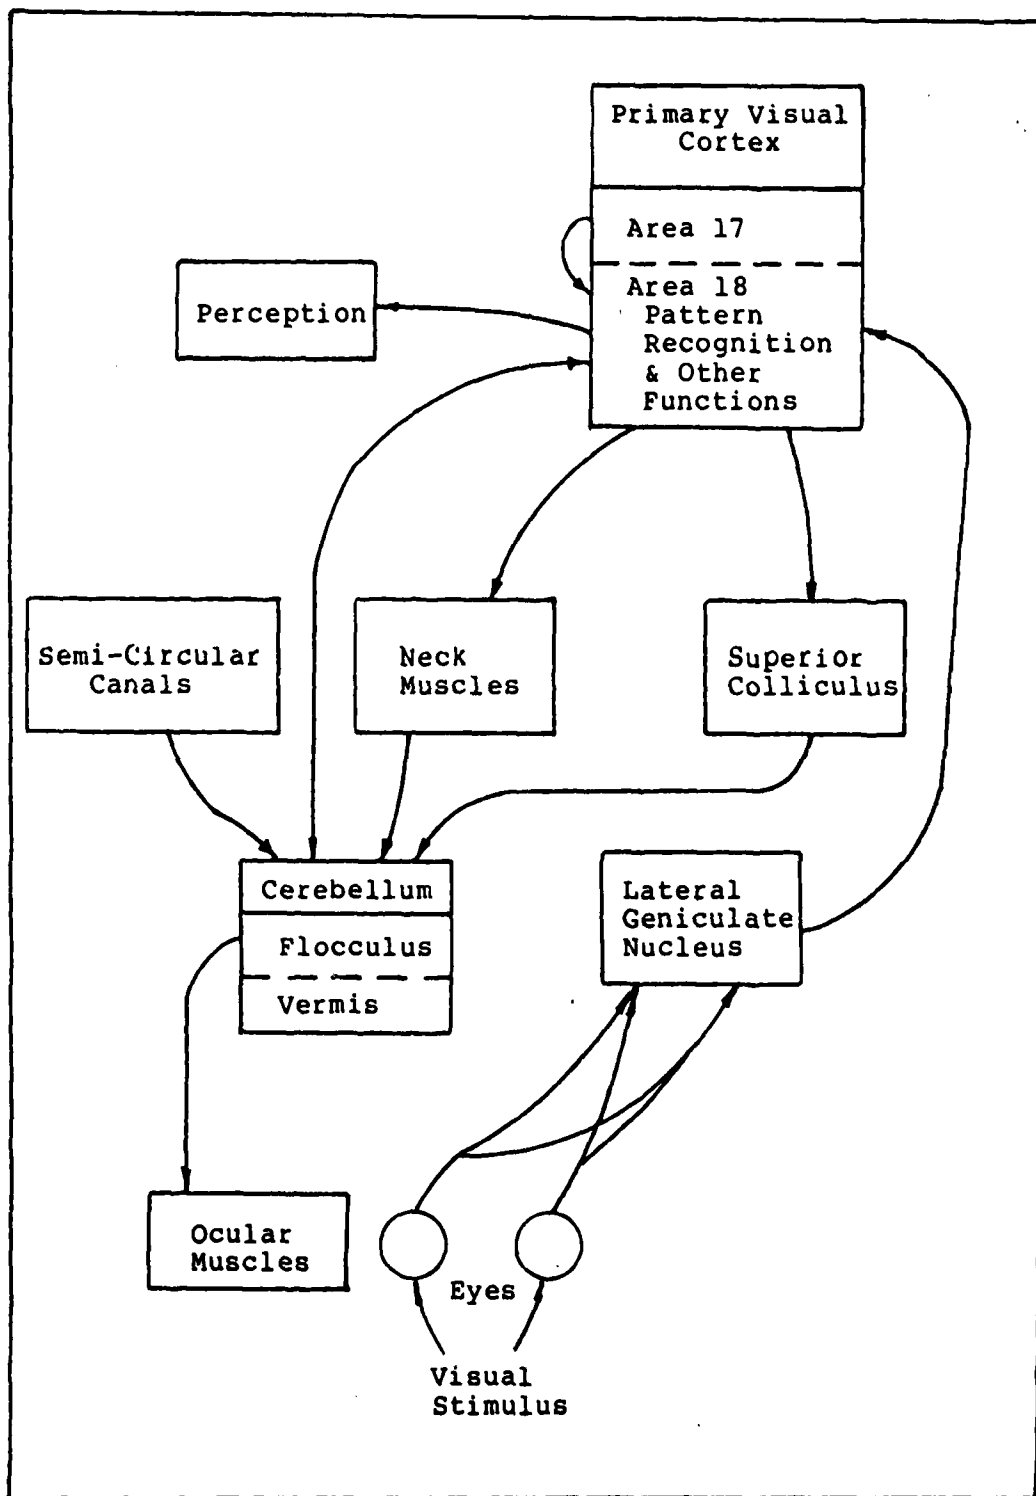 Primary Visual
Cortex
Area 17
Area 18
Pattern
Recognition
& Other
Functions
Perception
Semi-Circular
Canals
Neck
Muscles
Superior
Colliculus
Cerebellum
Flocculus
Vermis
Lateral
Geniculate
Nucleus
Ocular
Muscles
Eyes
Visual
Stimulus